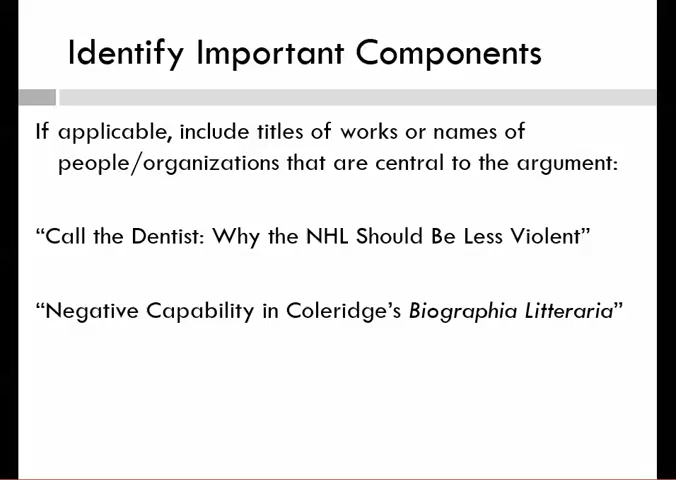 Identify Important Components
If applicable, include titles of works or names of
people/organizations that are central to the argument:
“Call the Dentist: Why the NHL Should Be Less Violent”
“Negative Capability in Coleridge’s Biographia Litteraria”